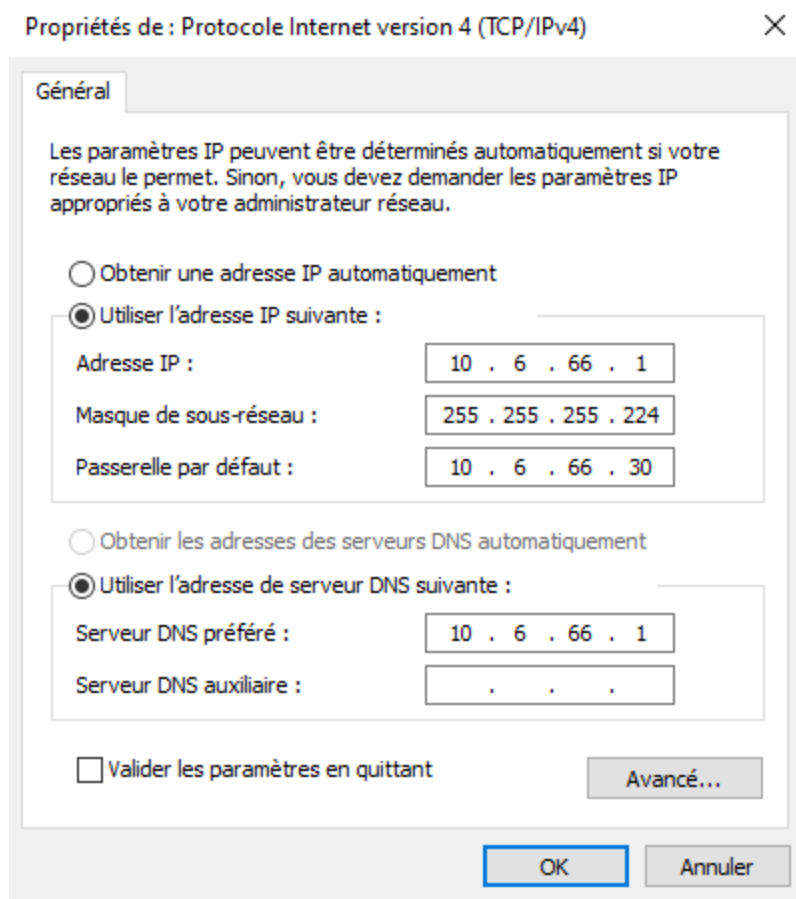 Propriétés de : Protocole Internet version 4 (TCP/IPv4)
Général
Les paramètres IP peuvent être déterminés automatiquement si votre
réseau le permet. Sinon, vous devez demander les paramètres IP
appropriés à votre administrateur réseau.
Obtenir une adresse IP automatiquement
Utiliser l’adresse IP suivante :
Adresse IP : 10 . 6 . 66 . 1
Masque de sous-réseau : 255 . 255 . 255 . 224
Passerelle par défaut : 10 . 6 . 66 . 30
Obtenir les adresses des serveurs DNS automatiquement
Utiliser l’adresse de serveur DNS suivante :
Serveur DNS préféré : 10 . 6 . 66 . 1
Serveur DNS auxiliaire : . . .
Valider les paramètres en quittant
Avancé...
OK Annuler